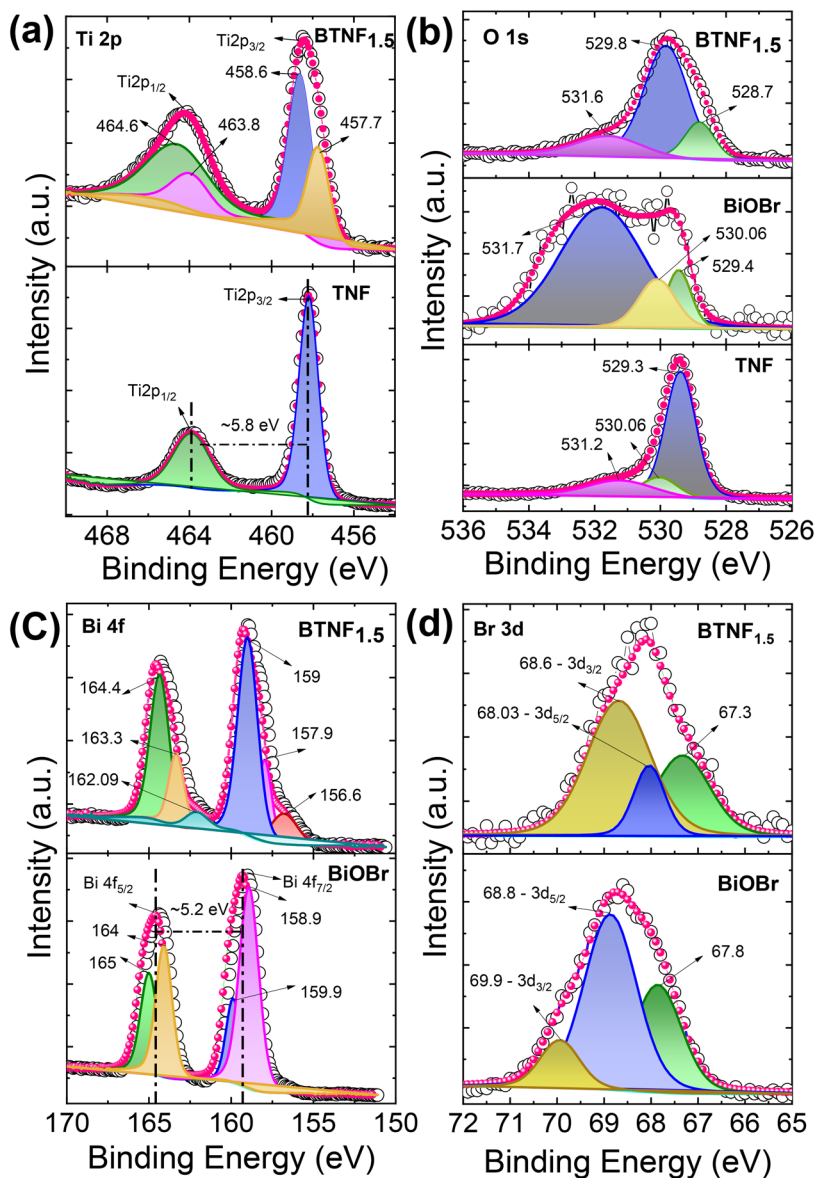 (a)
Ti 2p
BTNF1.5
Ti2p3/2
458.6
Ti2p1/2
464.6
463.8
457.7
TNF
Ti2p3/2
Ti2p1/2
~5.8 eV
468 464 460 456
Binding Energy (eV)
Intensity (a.u.)
(b)
O 1s
BTNF1.5
529.8
531.6
528.7
BiOBr
531.7
530.06
529.4
TNF
529.3
530.06
531.2
536 534 532 530 528 526
Binding Energy (eV)
Intensity (a.u.)
(C)
Bi 4f
BTNF1.5
164.4
159
163.3
157.9
162.09
156.6
BiOBr
Bi 4f5/2
Bi 4f7/2
~5.2 eV
158.9
164
165
159.9
170 165 160 155 150
Binding Energy (eV)
Intensity (a.u.)
(d)
Br 3d
BTNF1.5
68.6 - 3d3/2
68.03 - 3d5/2
67.3
BiOBr
68.8 - 3d5/2
67.8
69.9 - 3d3/2
72 71 70 69 68 67 66 65
Binding Energy (eV)
Intensity (a.u.)